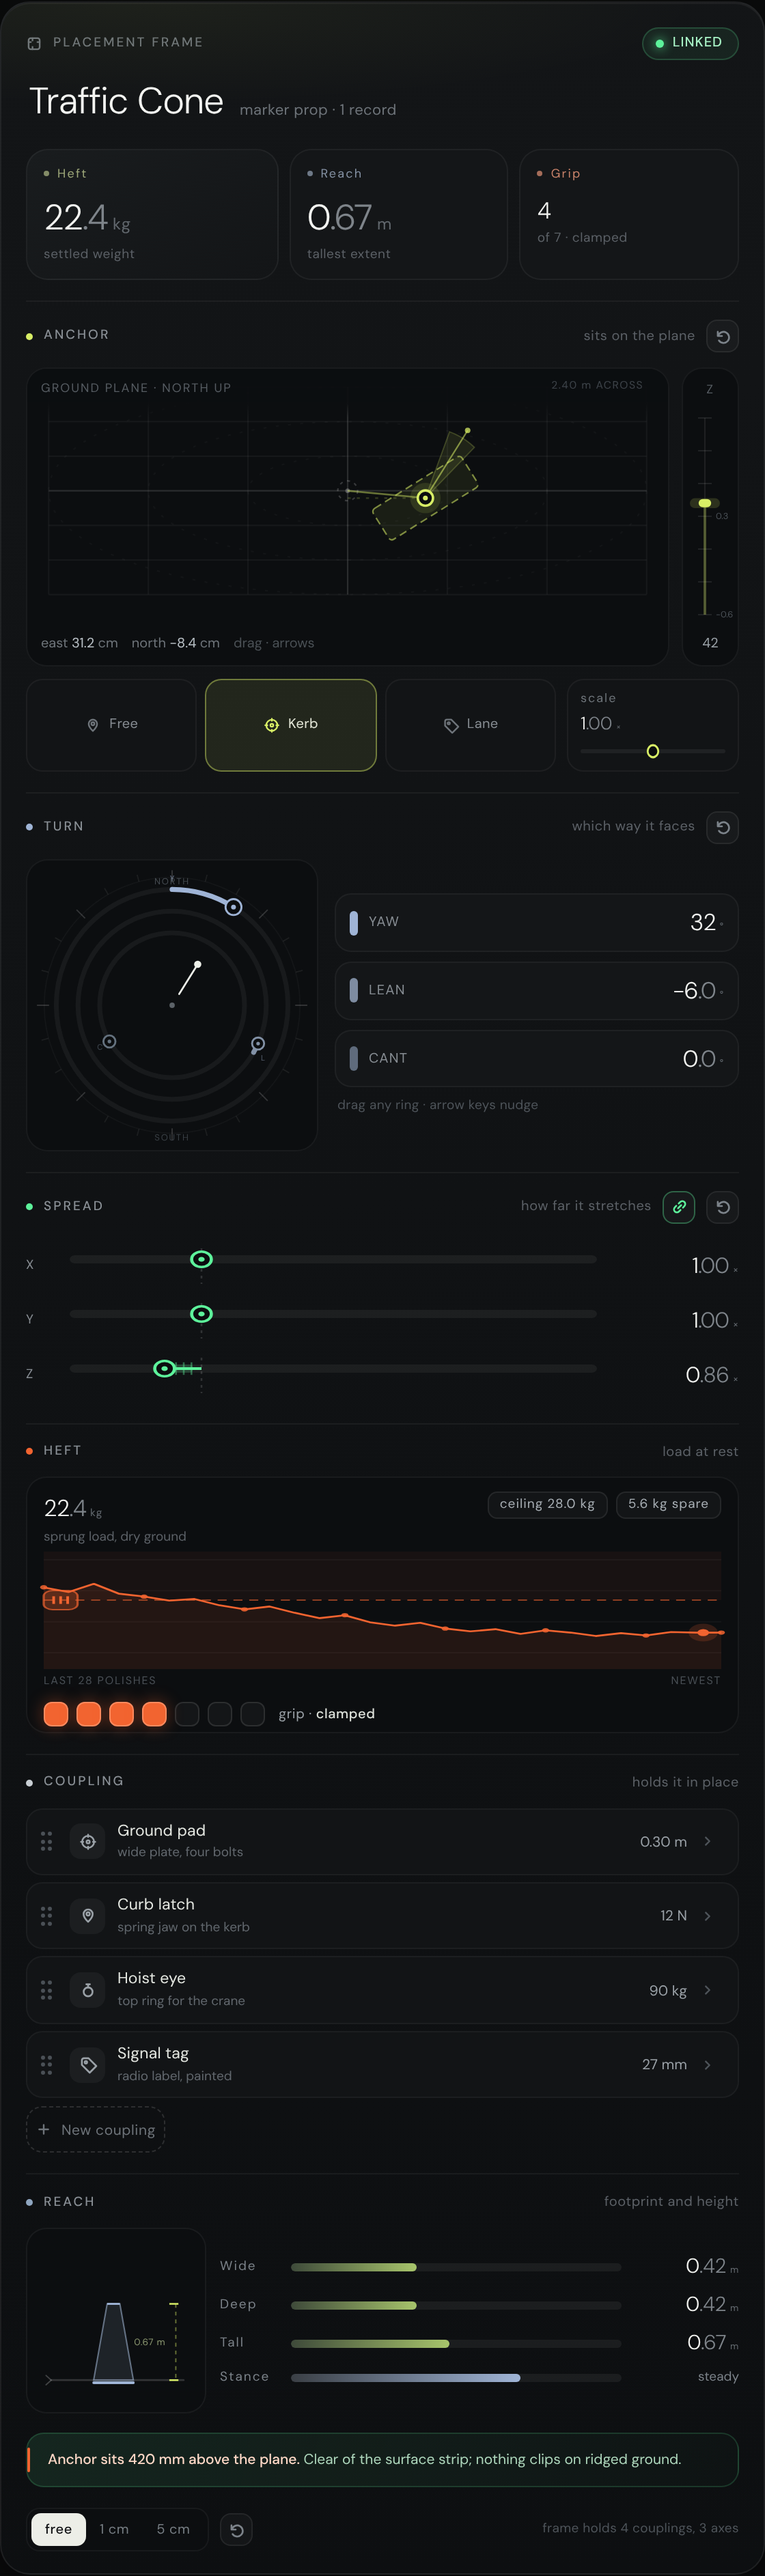 PLACEMENT FRAME
LINKED
Traffic Cone marker prop · 1 record
Heft
22.4 kg
settled weight
Reach
0.67 m
tallest extent
Grip
4
of 7 · clamped
ANCHOR
sits on the plane
GROUND PLANE · NORTH UP
2.40 m ACROSS
east 31.2 cm north −8.4 cm drag · arrows
Z
0.3
−0.6
42
Free
Kerb
Lane
scale
1.00 ×
TURN
which way it faces
NORTH
C
L
SOUTH
YAW 32 °
LEAN −6.0 °
CANT 0.0 °
drag any ring · arrow keys nudge
SPREAD
how far it stretches
X 1.00 ×
Y 1.00 ×
Z 0.86 ×
HEFT
load at rest
22.4 kg
sprung load, dry ground
ceiling 28.0 kg
5.6 kg spare
LAST 28 POLISHES
NEWEST
grip · clamped
COUPLING
holds it in place
Ground pad
wide plate, four bolts
0.30 m
Curb latch
spring jaw on the kerb
12 N
Hoist eye
top ring for the crane
90 kg
Signal tag
radio label, painted
27 mm
New coupling
REACH
footprint and height
0.67 m
Wide 0.42 m
Deep 0.42 m
Tall 0.67 m
Stance steady
Anchor sits 420 mm above the plane. Clear of the surface strip; nothing clips on ridged ground.
free 1 cm 5 cm
frame holds 4 couplings, 3 axes